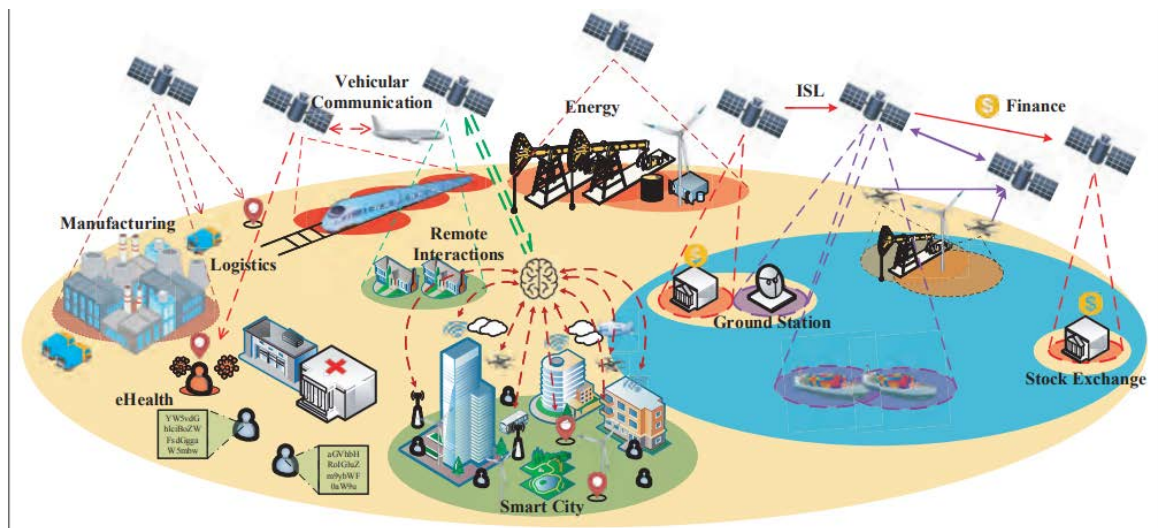 Vehicular
Communication
Energy
ISL
Finance
Manufacturing
Logistics
Remote
Interactions
Ground Station
Stock Exchange
eHealth
YW5vdG
hlciBoZW
FsdGgga
W5mbw
aGVhbH
RoIGluZ
m9ybWF
0aW9u
Smart City